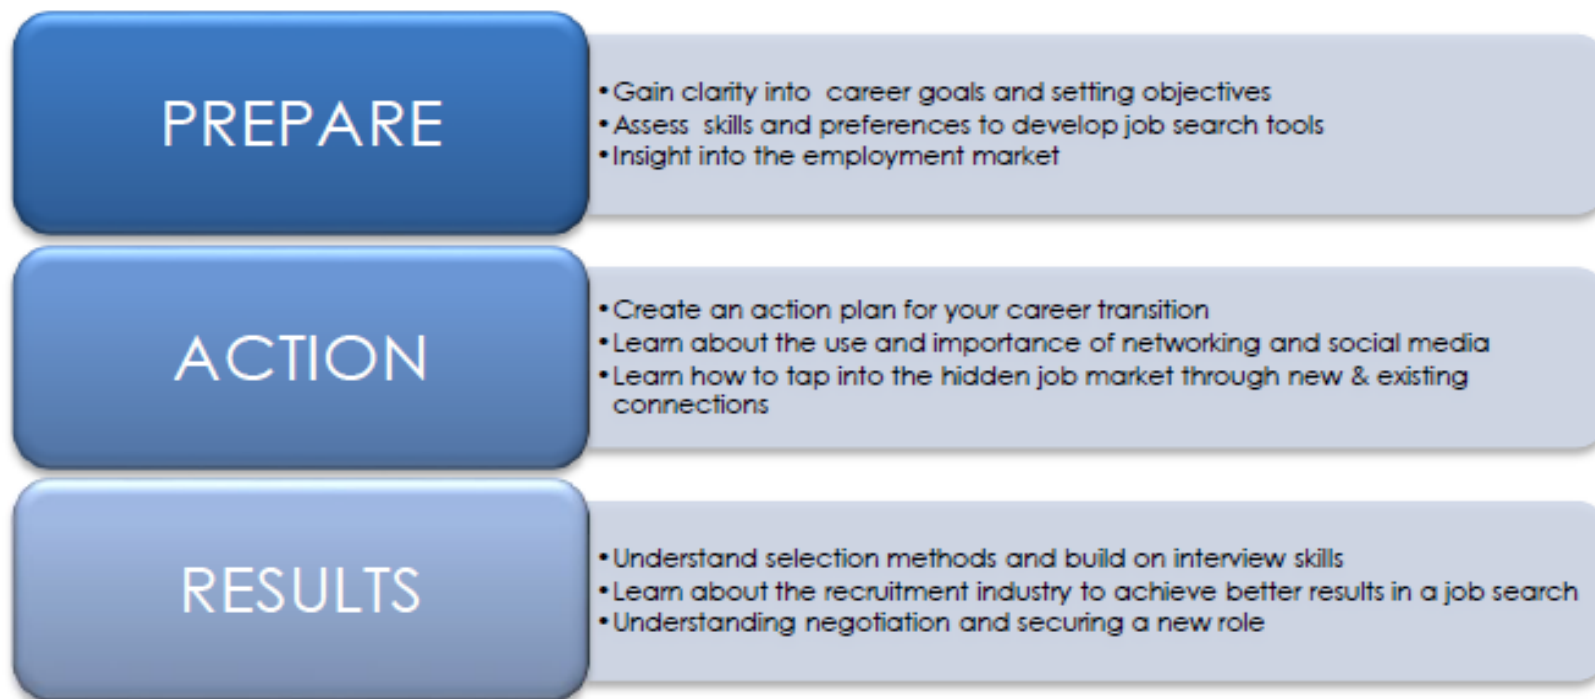 PREPARE
•Gain clarity into  career goals and setting objectives
•Assess  skills and preferences to develop job search tools
•Insight into the employment market
ACTION
•Create an action plan for your career transition
•Learn about the use and importance of networking and social media
•Learn how to tap into the hidden job market through new & existing
connections
RESULTS
•Understand selection methods and build on interview skills
•Learn about the recruitment industry to achieve better results in a job search
•Understanding negotiation and securing a new role